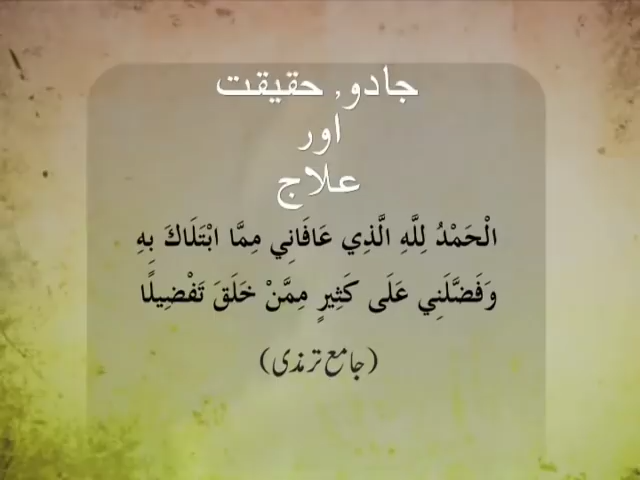 جادو, حقیقت
اور
علاج
الْحَمْدُ لِلَّهِ الَّذِي عَافَانِي مِمَّا ابْتَلَاكَ بِهِ
وَفَضَّلَنِي عَلَى كَثِيرٍ مِمَّنْ خَلَقَ تَفْضِيلًا
(جامع ترمذی)